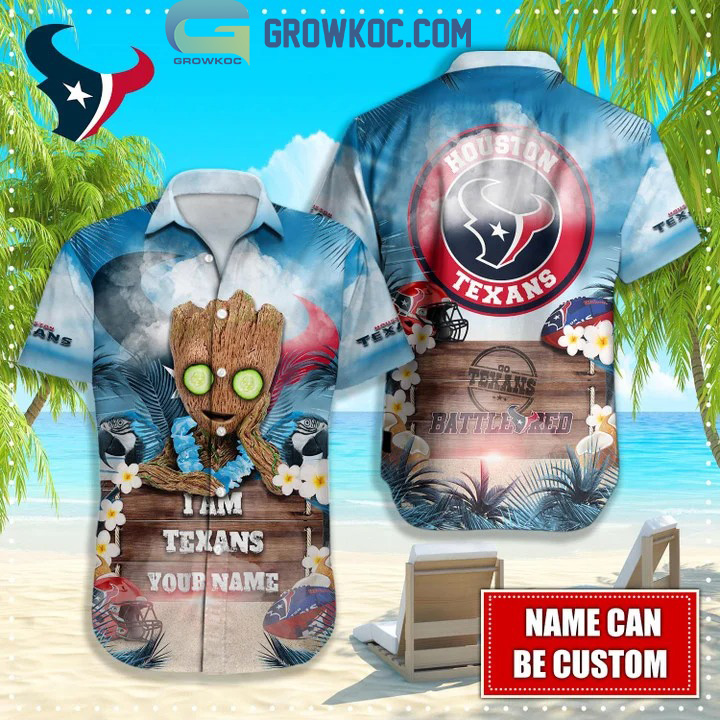 GROWKOC.COM
GROWKOC
HOUSTON
TEXANS
HOUSTON
TEXANS
TEXANS
GO
TEXANS
BATTLE RED
I AM
TEXANS
YOUR NAME
NAME CAN
BE CUSTOM